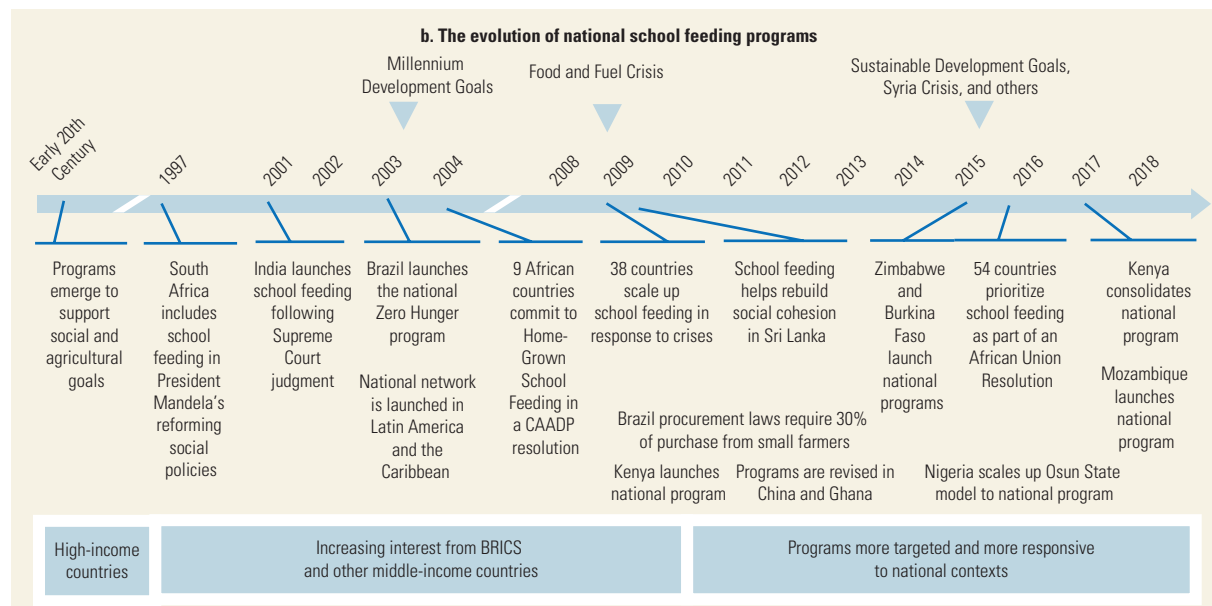 b. The evolution of national school feeding programs
Millennium
Development Goals
Food and Fuel Crisis
Sustainable Development Goals,
Syria Crisis, and others
Early 20th
Century
1997
2001
2002
2003
2004
2008
2009
2010
2011
2012
2013
2014
2015
2016
2017
2018
Programs
emerge to
support
social and
agricultural
goals
South
Africa
includes
school
feeding in
President
Mandela's
reforming
social
policies
India launches
school feeding
following
Supreme
Court
judgment
Brazil launches
the national
Zero Hunger
program
National network
is launched in
Latin America
and the
Caribbean
9 African
countries
commit to
Home-
Grown
School
Feeding in
a CAADP
resolution
38 countries
scale up
school feeding in
response to crises
School feeding
helps rebuild
social cohesion
in Sri Lanka
Brazil procurement laws require 30%
of purchase from small farmers
Kenya launches
national program
Programs are revised in
China and Ghana
Zimbabwe
and
Burkina
Faso
launch
national
programs
54 countries
prioritize
school feeding
as part of an
African Union
Resolution
Nigeria scales up Osun State
model to national program
Kenya
consolidates
national
program
Mozambique
launches
national
program
High-income
countries
Increasing interest from BRICS
and other middle-income countries
Programs more targeted and more responsive
to national contexts